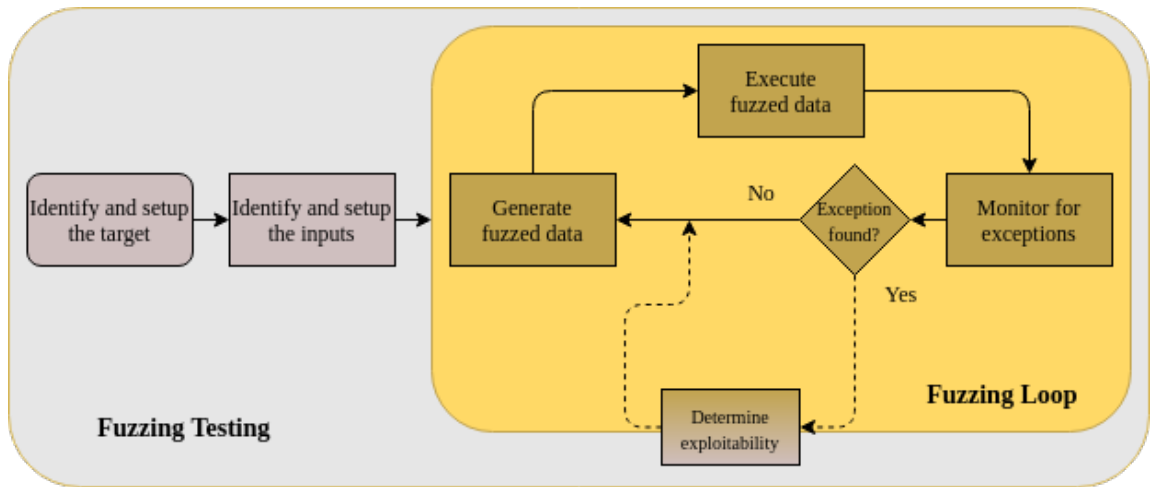 Identify and setup
the target
Identify and setup
the inputs
Generate
fuzzed data
Execute
fuzzed data
Monitor for
exceptions
Exception
found?
No
Yes
Determine
exploitability
Fuzzing Loop
Fuzzing Testing